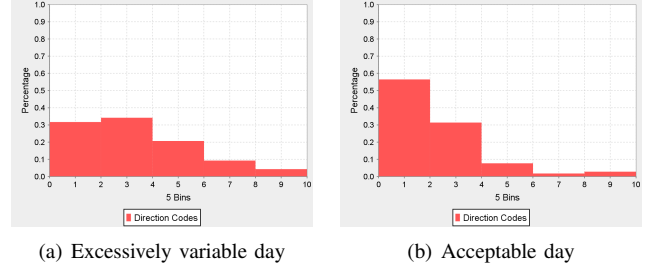 1.0
0.9
0.8
0.7
0.6
0.5
0.4
0.3
0.2
0.1
0.0
Percentage
0 1 2 3 4 5 6 7 8 9 10
5 Bins
Direction Codes
(a) Excessively variable day
1.0
0.9
0.8
0.7
0.6
0.5
0.4
0.3
0.2
0.1
0.0
Percentage
0 1 2 3 4 5 6 7 8 9 10
5 Bins
Direction Codes
(b) Acceptable day